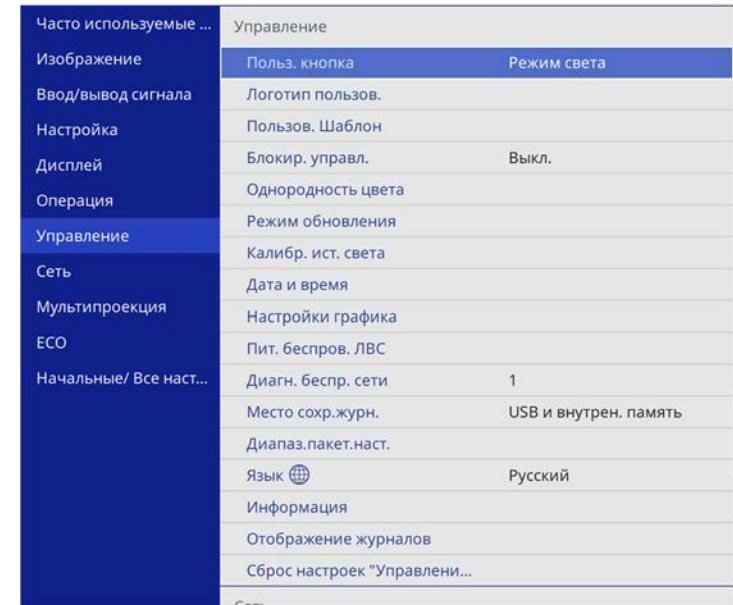 Часто используемые ...
Изображение
Ввод/вывод сигнала
Настройка
Дисплей
Операция
Управление
Сеть
Мультипроекция
ECO
Начальные/ Все наст...
Управление
Польз. кнопка Режим света
Логотип пользов.
Пользов. Шаблон
Блокир. управл. Выкл.
Однородность цвета
Режим обновления
Калибр. ист. света
Дата и время
Настройки графика
Пит. беспров. ЛВС
Диагн. беспр. сети 1
Место сохр.журн. USB и внутрен. память
Диапаз.пакет.наст.
Язык Русский
Информация
Отображение журналов
Сброс настроек "Управлени...